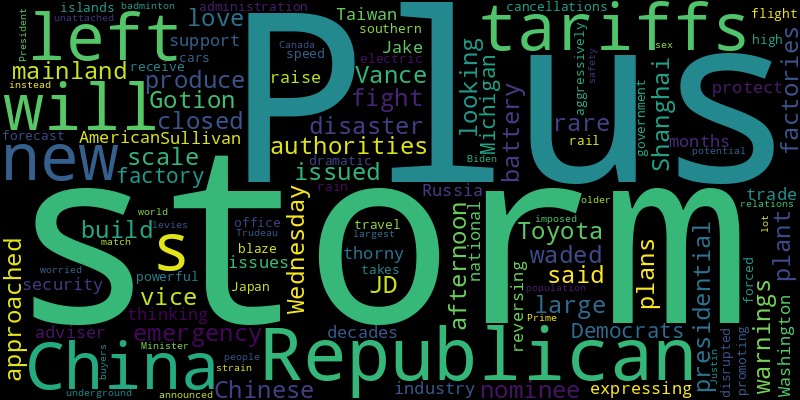 islands badminton
administration
cancellations
unattached
love
Taiwan
southern
flight
President
left
Plus
tariffs
support
Jake
Canada
speed
electric
sex
high
mainland
cars
receive
produce
raise
Vance
looking
Michigan
aggressively
safety
protect
factories
instead
will
Gotion
closed
fight
battery
rare
rail
government
Shanghai
forecast
American
Sullivan
disaster
authorities
Biden
months
potential
new
scale
factory
dramatic
issued
rain
Russia
older
trade
relations
storm
world
levies
office
Trudeau
travel
largest
imposed
lot
build
match
s
blaze
Wednesday
thorny
afternoon
national
Toyota
waded
plant
approached
worried
powerful
issues
takes
Japan
JD
population
said
plans
presidential
forced
security
vice
thinking
Prime
large
reversing
warnings
Washington
adviser
emergency
decades
Democrats
disrupted
promoting
China
Minister
buyers
people
strain
Republican
Justin
underground
announced
Chinese
industry
nominee
expressing